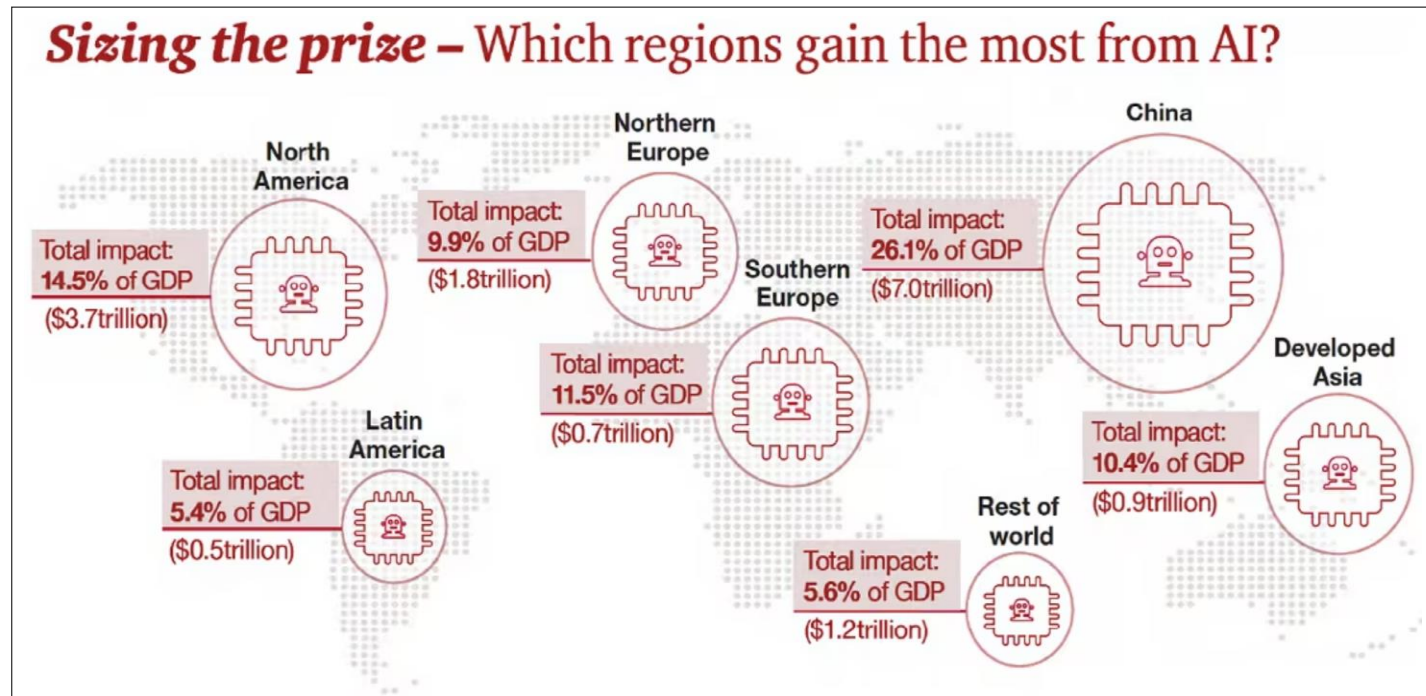 Sizing the prize – Which regions gain the most from AI?
North
America
Total impact:
14.5% of GDP
($3.7trillion)
Northern
Europe
Total impact:
9.9% of GDP
($1.8trillion)
China
Total impact:
26.1% of GDP
($7.0trillion)
Southern
Europe
Total impact:
11.5% of GDP
($0.7trillion)
Developed
Asia
Total impact:
10.4% of GDP
($0.9trillion)
Latin
America
Total impact:
5.4% of GDP
($0.5trillion)
Rest of
world
Total impact:
5.6% of GDP
($1.2trillion)